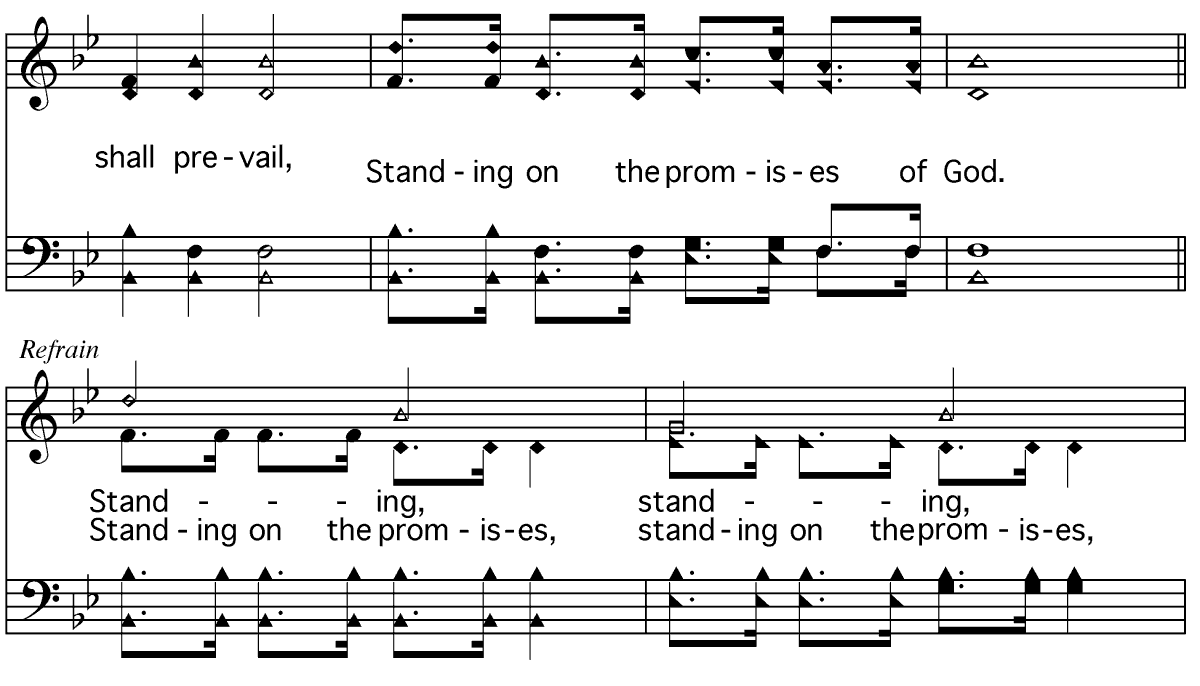 shall pre - vail,
Stand - ing on the prom - is - es of God.
Refrain
Stand - - - ing, stand - - - ing,
Stand - ing on the prom - is - es, stand - ing on the prom - is - es,